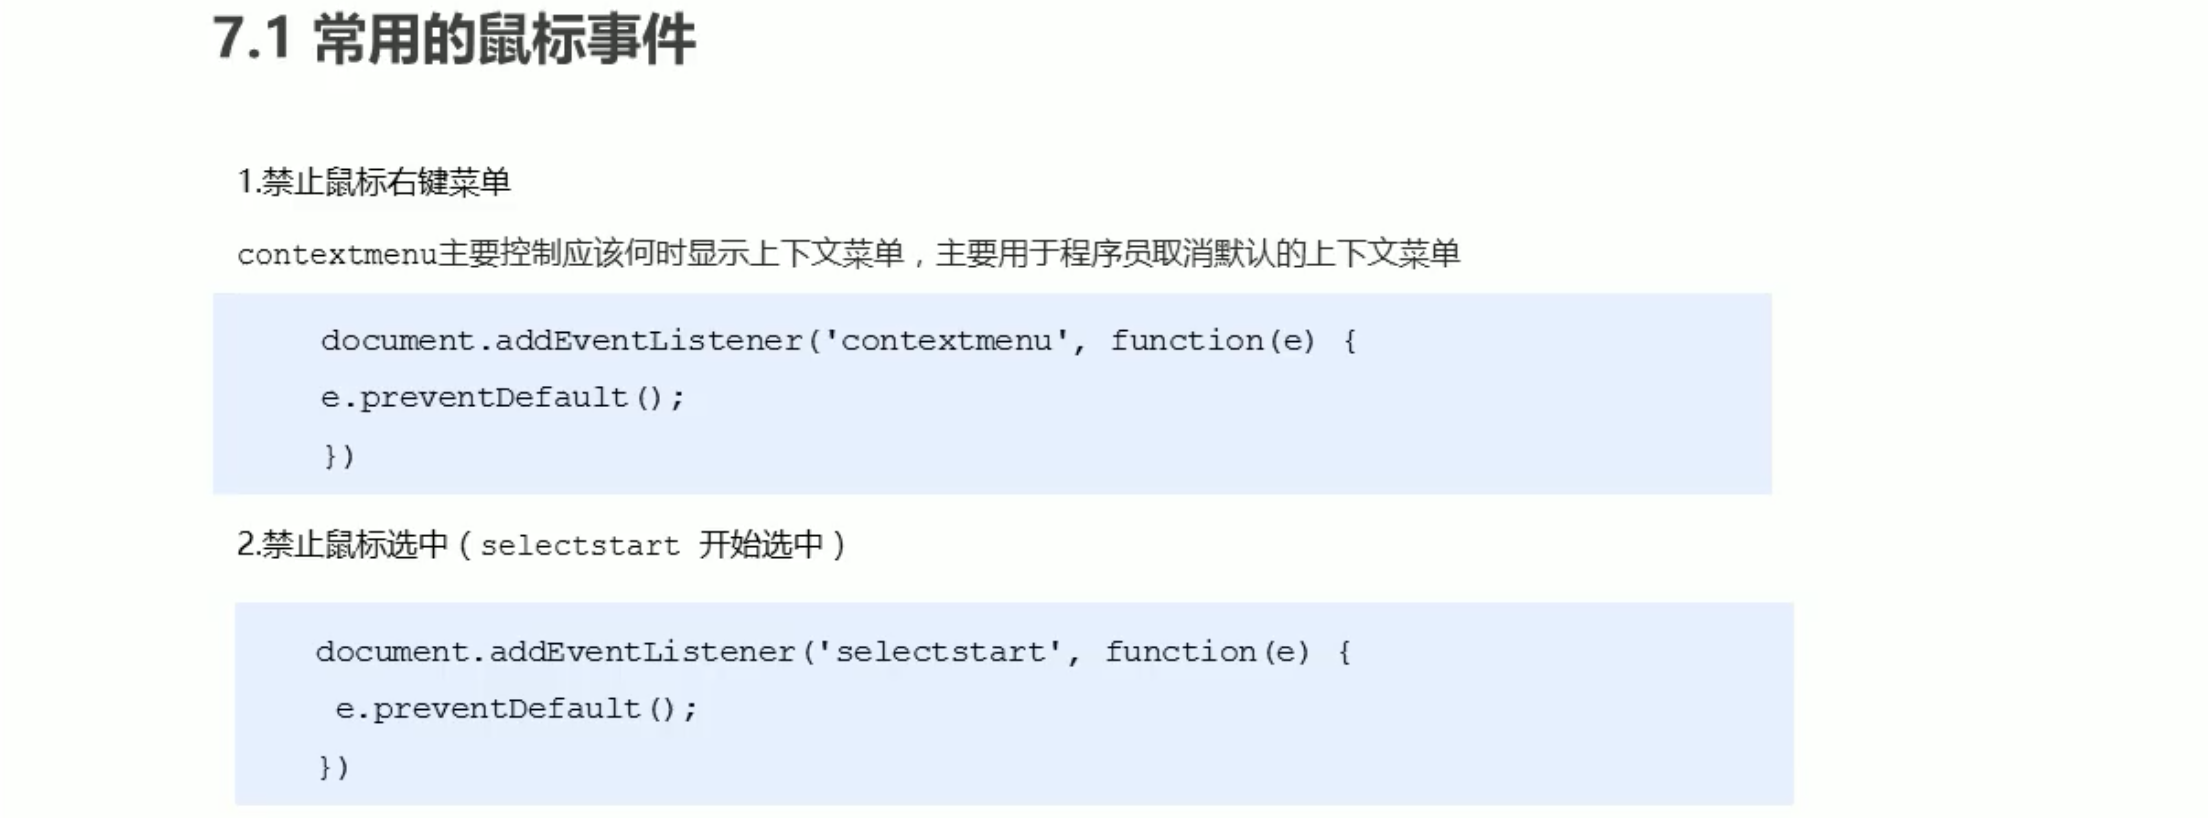 7.1 常用的鼠标事件
1.禁止鼠标右键菜单
contextmenu主要控制应该何时显示上下文菜单，主要用于程序员取消默认的上下文菜单
document.addEventListener('contextmenu', function(e) {
e.preventDefault();
})
2.禁止鼠标选中（selectstart 开始选中）
document.addEventListener('selectstart', function(e) {
e.preventDefault();
})